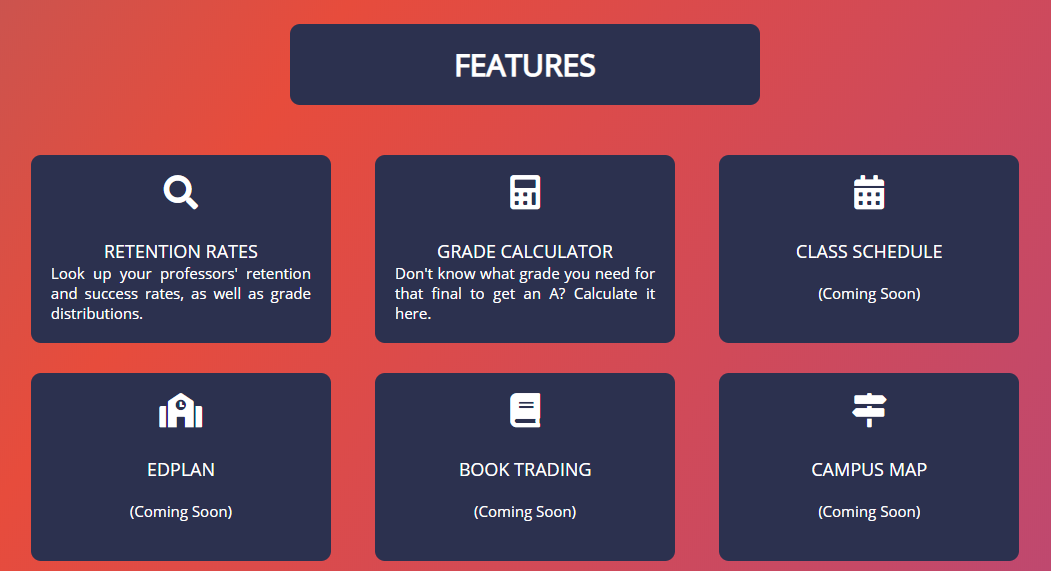 FEATURES
RETENTION RATES
Look up your professors' retention
and success rates, as well as grade
distributions.
GRADE CALCULATOR
Don't know what grade you need for
that final to get an A? Calculate it
here.
CLASS SCHEDULE
(Coming Soon)
EDPLAN
(Coming Soon)
BOOK TRADING
(Coming Soon)
CAMPUS MAP
(Coming Soon)